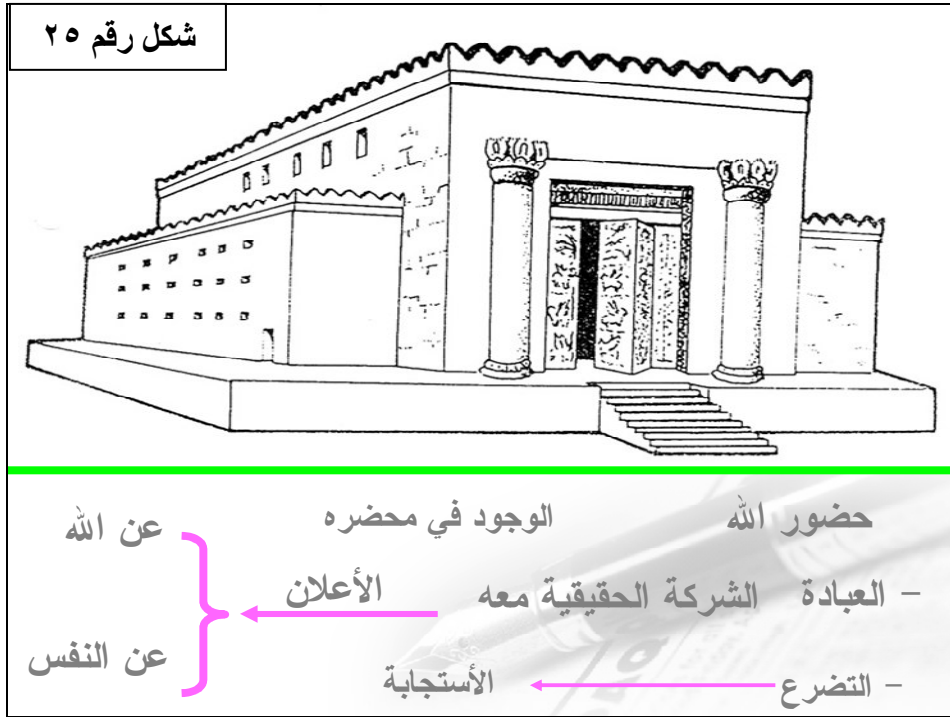 شكل رقم ٢٥
حضور الله الوجود في محضره عن الله
- العبادة الشركة الحقيقية معه الأعلان
عن النفس
- التضرع الأستجابة